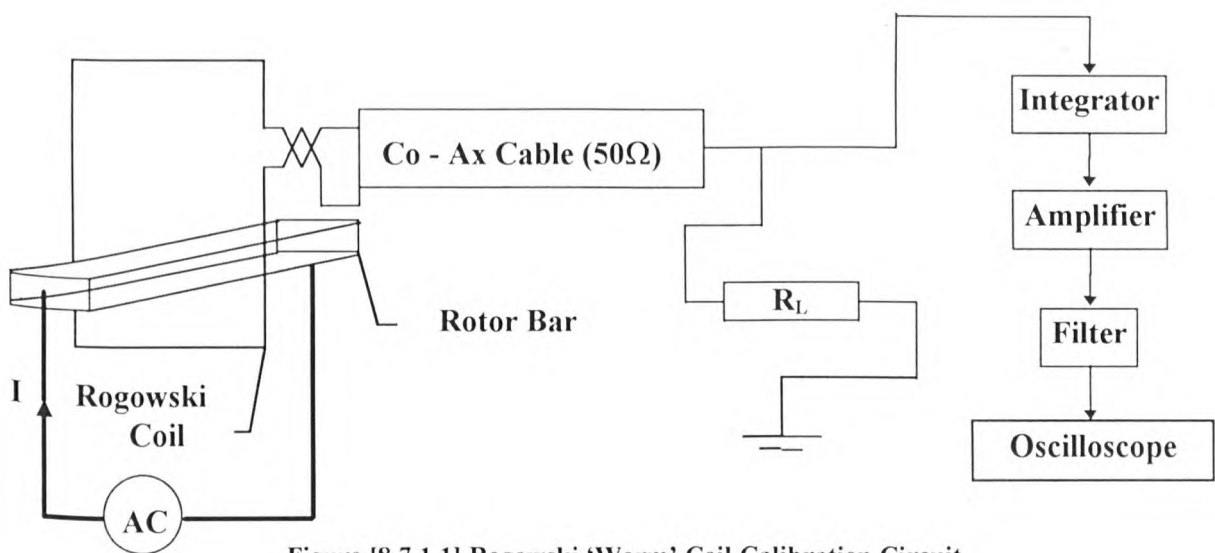 Integrator
Co - Ax Cable (50Ω)
Amplifier
Rotor Bar
R_L
Filter
I
Rogowski
Coil
Oscilloscope
AC
Figure [8.7.1.1] Rogowski ‘Worm’ Coil Calibration Circuit